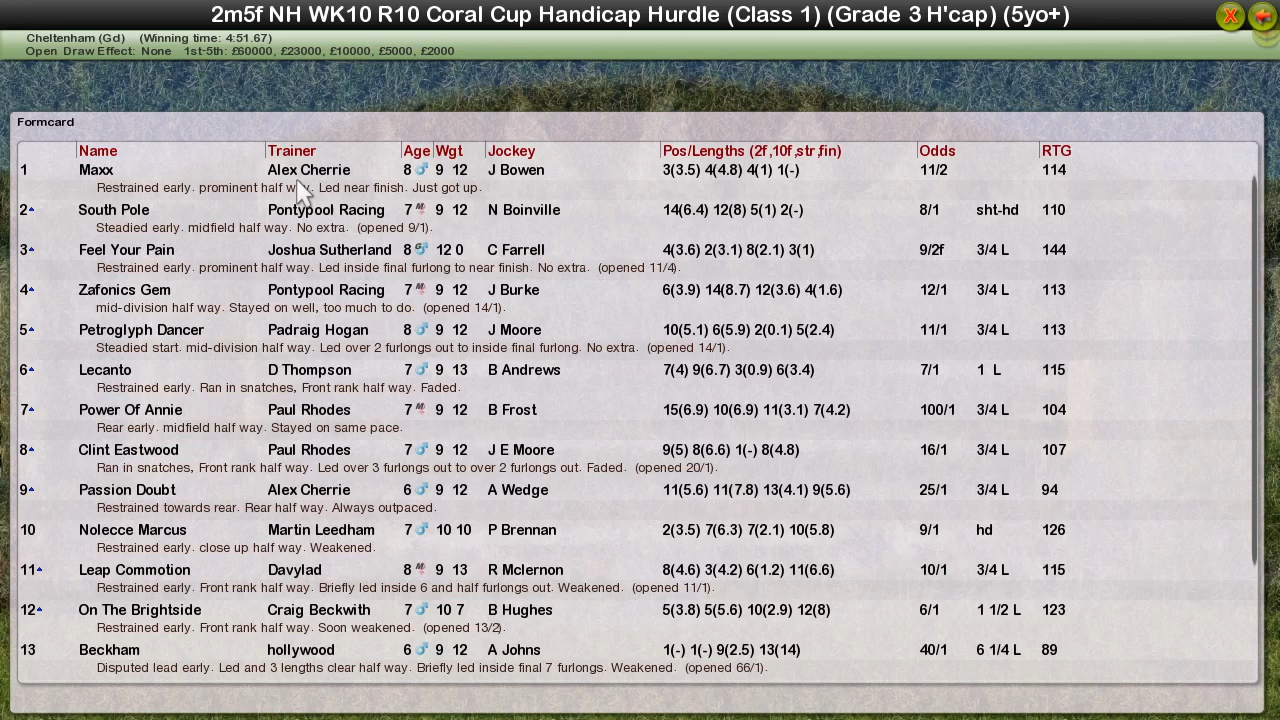 2m5f NH WK10 R10 Coral Cup Handicap Hurdle (Class 1) (Grade 3 H'cap) (5yo+)
Cheltenham (Gd) (Winning time: 4:51.67)
Open Draw Effect: None 1st-5th: £60000, £23000, £10000, £5000, £2000
Formcard
Name Trainer Age Wgt Jockey Pos/Lengths (2f,10f,str,fin) Odds RTG
1 Maxx Alex Cherrie 8 9 12 J Bowen 3(3.5) 4(4.8) 4(1) 1(-) 11/2 114
Restrained early. prominent half way. Led near finish. Just got up.
2 South Pole Pontypool Racing 7 9 12 N Boinville 14(6.4) 12(8) 5(1) 2(-) 8/1 sht-hd 110
Steadied early. midfield half way. No extra. (opened 9/1).
3 Feel Your Pain Joshua Sutherland 8 12 0 C Farrell 4(3.6) 2(3.1) 8(2.1) 3(1) 9/2f 3/4 L 144
Restrained early. prominent half way. Led inside final furlong to near finish. No extra. (opened 11/4).
4 Zafonics Gem Pontypool Racing 7 9 12 J Burke 6(3.9) 14(8.7) 12(3.6) 4(1.6) 12/1 3/4 L 113
mid-division half way. Stayed on well, too much to do. (opened 14/1).
5 Petroglyph Dancer Padraig Hogan 8 9 12 J Moore 10(5.1) 6(5.9) 2(0.1) 5(2.4) 11/1 3/4 L 113
Steadied start. mid-division half way. Led over 2 furlongs out to inside final furlong. No extra. (opened 14/1).
6 Lecanto D Thompson 7 9 13 B Andrews 7(4) 9(6.7) 3(0.9) 6(3.4) 7/1 1 L 115
Restrained early. Ran in snatches, Front rank half way. Faded.
7 Power Of Annie Paul Rhodes 7 9 12 B Frost 15(6.9) 10(6.9) 11(3.1) 7(4.2) 100/1 3/4 L 104
Rear early. midfield half way. Stayed on same pace.
8 Clint Eastwood Paul Rhodes 7 9 12 J E Moore 9(5) 8(6.6) 1(-) 8(4.8) 16/1 3/4 L 107
Ran in snatches, Front rank half way. Led over 3 furlongs out to over 2 furlongs out. Faded. (opened 20/1).
9 Passion Doubt Alex Cherrie 6 9 12 A Wedge 11(5.6) 11(7.8) 13(4.1) 9(5.6) 25/1 3/4 L 94
Restrained towards rear. Rear half way. Always outpaced.
10 Nolecce Marcus Martin Leedham 7 10 10 P Brennan 2(3.5) 7(6.3) 7(2.1) 10(5.8) 9/1 hd 126
Restrained early. close up half way. Weakened.
11 Leap Commotion Davylad 8 9 13 R Mclernon 8(4.6) 3(4.2) 6(1.2) 11(6.6) 10/1 3/4 L 115
Restrained early. Front rank half way. Briefly led inside 6 and half furlongs out. Weakened. (opened 11/1).
12 On The Brightside Craig Beckwith 7 10 7 B Hughes 5(3.8) 5(5.6) 10(2.9) 12(8) 6/1 1 1/2 L 123
Restrained early. Front rank half way. Soon weakened. (opened 13/2).
13 Beckham hollywood 6 9 12 A Johns 1(-) 1(-) 9(2.5) 13(14) 40/1 6 1/4 L 89
Disputed lead early. Led and 3 lengths clear half way. Briefly led inside final 7 furlongs. Weakened. (opened 66/1).